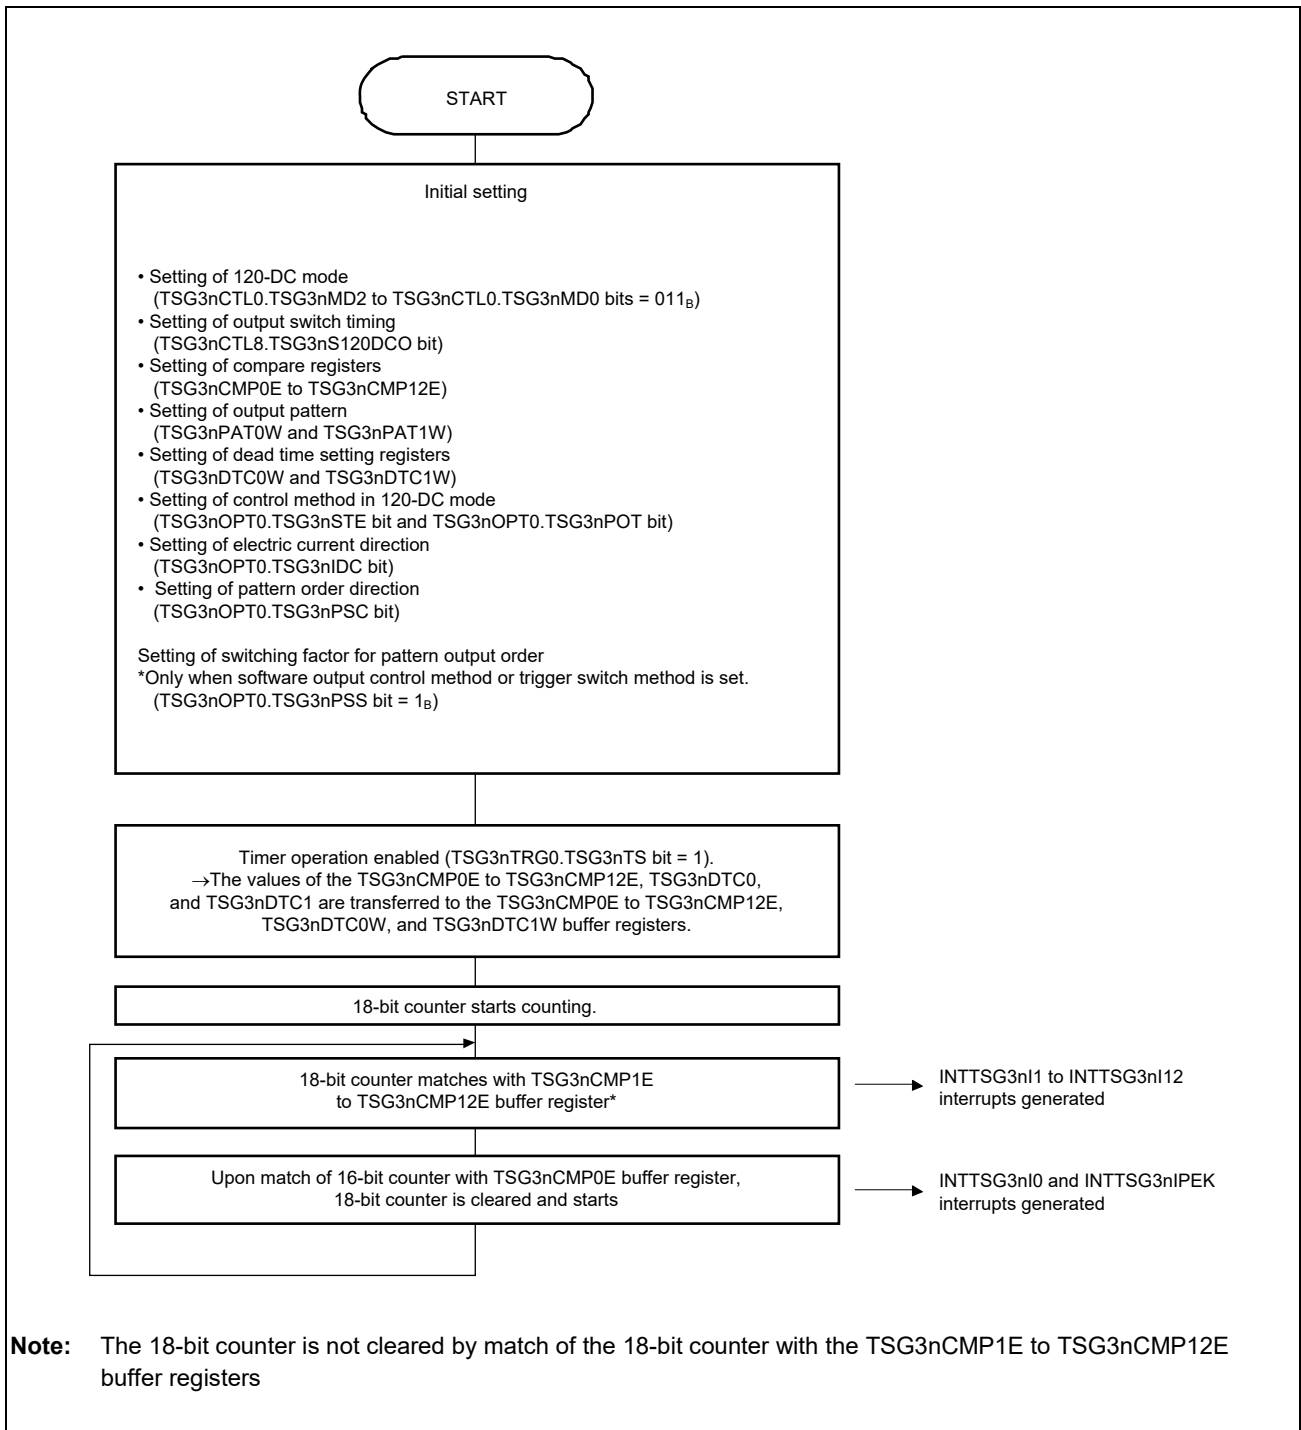 START
Initial setting
• Setting of 120-DC mode
(TSG3nCTL0.TSG3nMD2 to TSG3nCTL0.TSG3nMD0 bits = 011B)
• Setting of output switch timing
(TSG3nCTL8.TSG3nS120DCO bit)
• Setting of compare registers
(TSG3nCMP0E to TSG3nCMP12E)
• Setting of output pattern
(TSG3nPAT0W and TSG3nPAT1W)
• Setting of dead time setting registers
(TSG3nDTC0W and TSG3nDTC1W)
• Setting of control method in 120-DC mode
(TSG3nOPT0.TSG3nSTE bit and TSG3nOPT0.TSG3nPOT bit)
• Setting of electric current direction
(TSG3nOPT0.TSG3nIDC bit)
• Setting of pattern order direction
(TSG3nOPT0.TSG3nPSC bit)
Setting of switching factor for pattern output order
*Only when software output control method or trigger switch method is set.
(TSG3nOPT0.TSG3nPSS bit = 1B)
Timer operation enabled (TSG3nTRG0.TSG3nTS bit = 1).
→The values of the TSG3nCMP0E to TSG3nCMP12E, TSG3nDTC0,
and TSG3nDTC1 are transferred to the TSG3nCMP0E to TSG3nCMP12E,
TSG3nDTC0W, and TSG3nDTC1W buffer registers.
18-bit counter starts counting.
18-bit counter matches with TSG3nCMP1E
to TSG3nCMP12E buffer register*
INTTSG3nI1 to INTTSG3nI12
interrupts generated
Upon match of 16-bit counter with TSG3nCMP0E buffer register,
18-bit counter is cleared and starts
INTTSG3nI0 and INTTSG3nIPEK
interrupts generated
Note: The 18-bit counter is not cleared by match of the 18-bit counter with the TSG3nCMP1E to TSG3nCMP12E
buffer registers